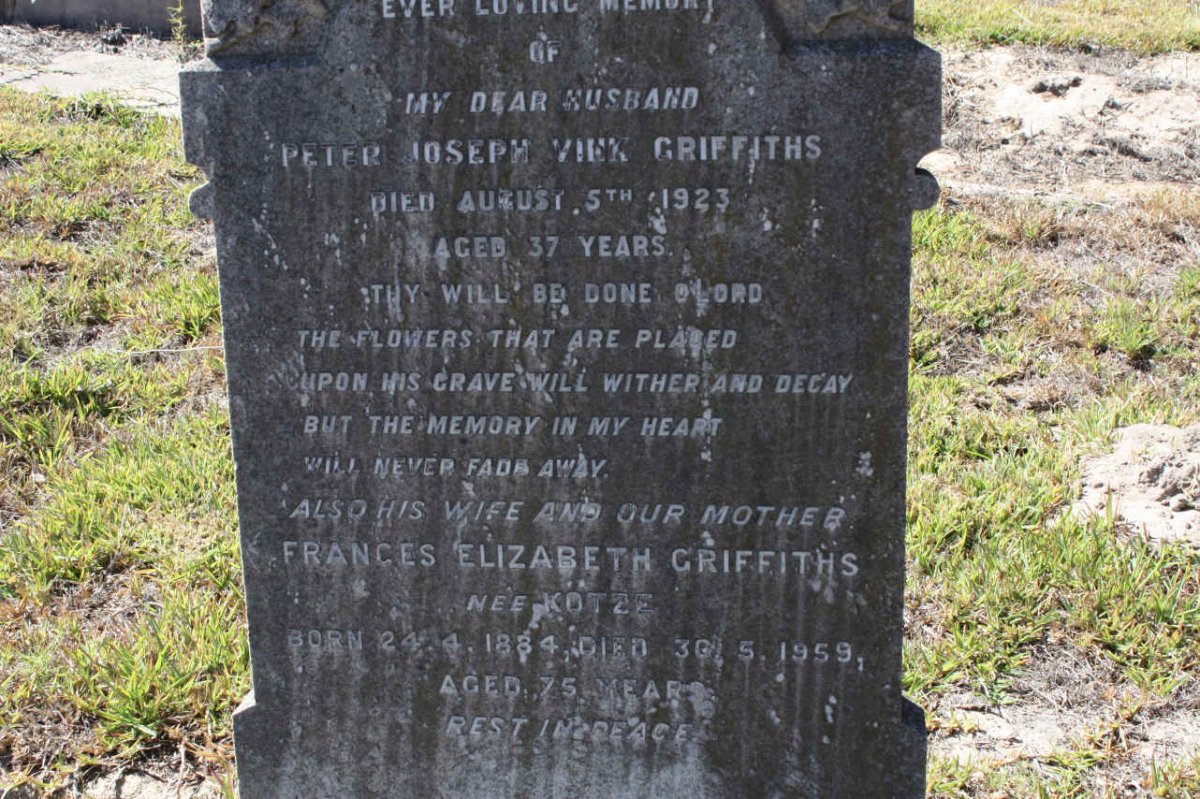 EVER LOVING MEMORY
OF
MY DEAR HUSBAND
PETER JOSEPH VINK GRIFFITHS
DIED AUGUST 5TH 1923
AGED 37 YEARS.
THY WILL BE DONE O LORD
THE FLOWERS THAT ARE PLACED
UPON HIS GRAVE WILL WITHER AND DECAY
BUT THE MEMORY IN MY HEART
WILL NEVER FADE AWAY.
ALSO HIS WIFE AND OUR MOTHER
FRANCES ELIZABETH GRIFFITHS
NEE KOTZE
BORN 24.4.1884, DIED 30.5.1959,
AGED 75 YEARS
REST IN PEACE